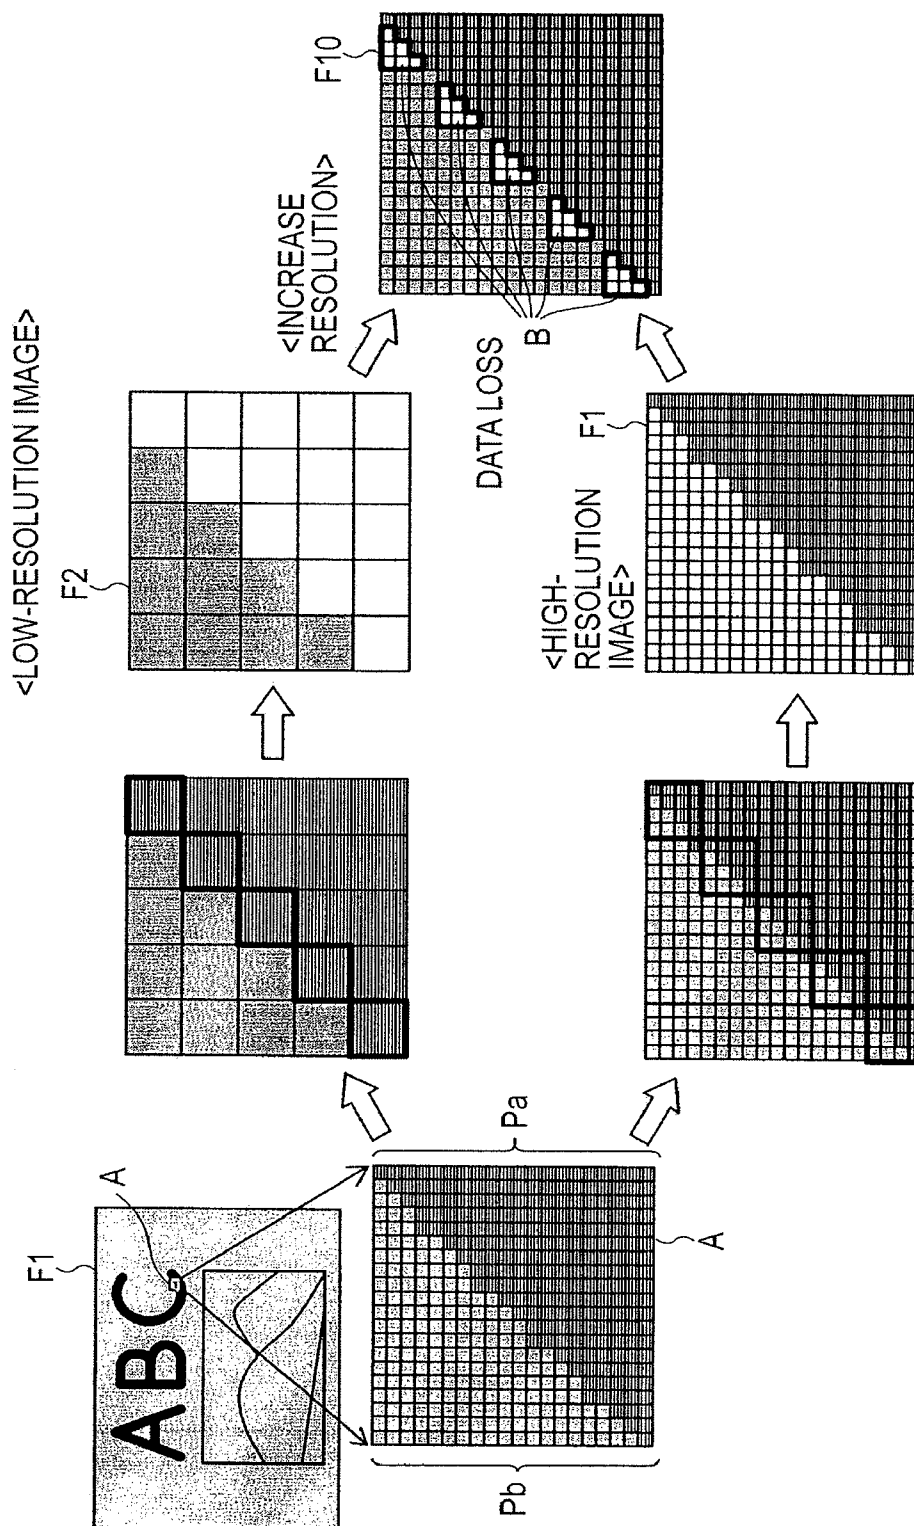 <LOW-RESOLUTION IMAGE>
F2
<INCREASE
RESOLUTION>
F10
F1
A
ABC
Pb
Pa
A
DATA LOSS
B
<HIGH-
RESOLUTION
IMAGE>
F1